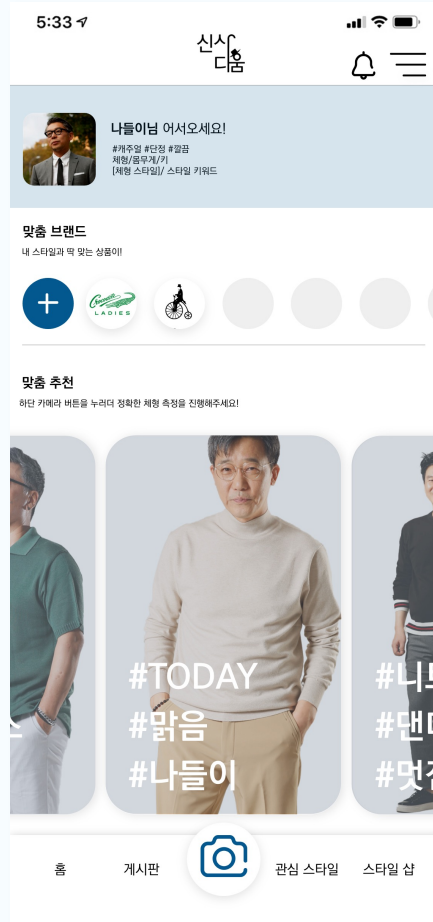 5:33
신사
다움
나들이님 어서오세요!
#캐주얼 #단정 #깔끔
체형/몸무게/키
[체형 스타일]/ 스타일 키워드
맞춤 브랜드
내 스타일과 딱 맞는 상품이!
Crocodile
LADIES
맞춤 추천
하단 카메라 버튼을 누러더 정확한 체형 측정을 진행해주세요!
#TODAY
#맑음
#나들이
스
#니트
#댄디
홈
게시판
관심 스타일
스타일 샵